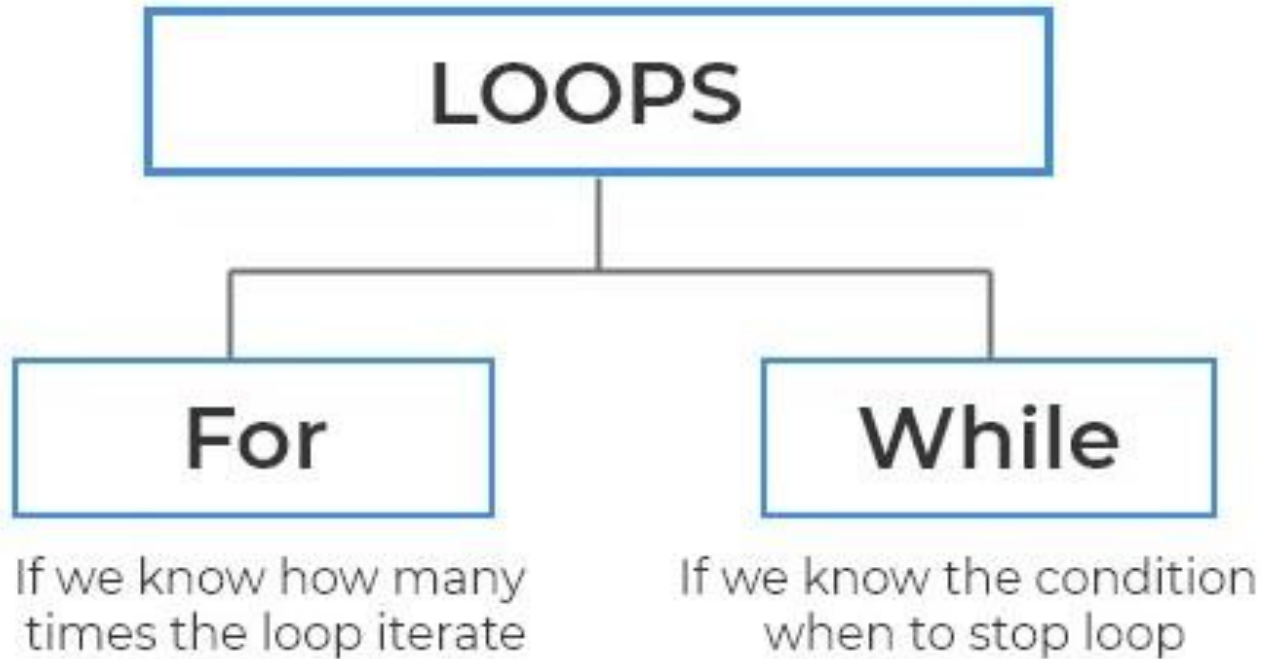 LOOPS
For
While
If we know how many
times the loop iterate
If we know the condition
when to stop loop